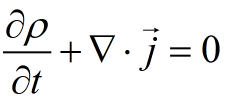 ∂ρ/∂t + ∇ · j⃗ = 0